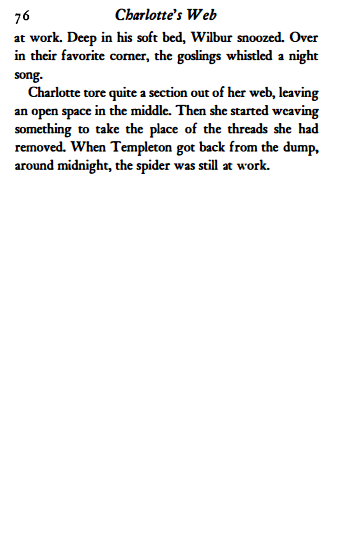 76 Charlotte's Web
at work. Deep in his soft bed, Wilbur snoozed. Over
in their favorite corner, the goslings whistled a night
song.
Charlotte tore quite a section out of her web, leaving
an open space in the middle. Then she started weaving
something to take the place of the threads she had
removed. When Templeton got back from the dump,
around midnight, the spider was still at work.